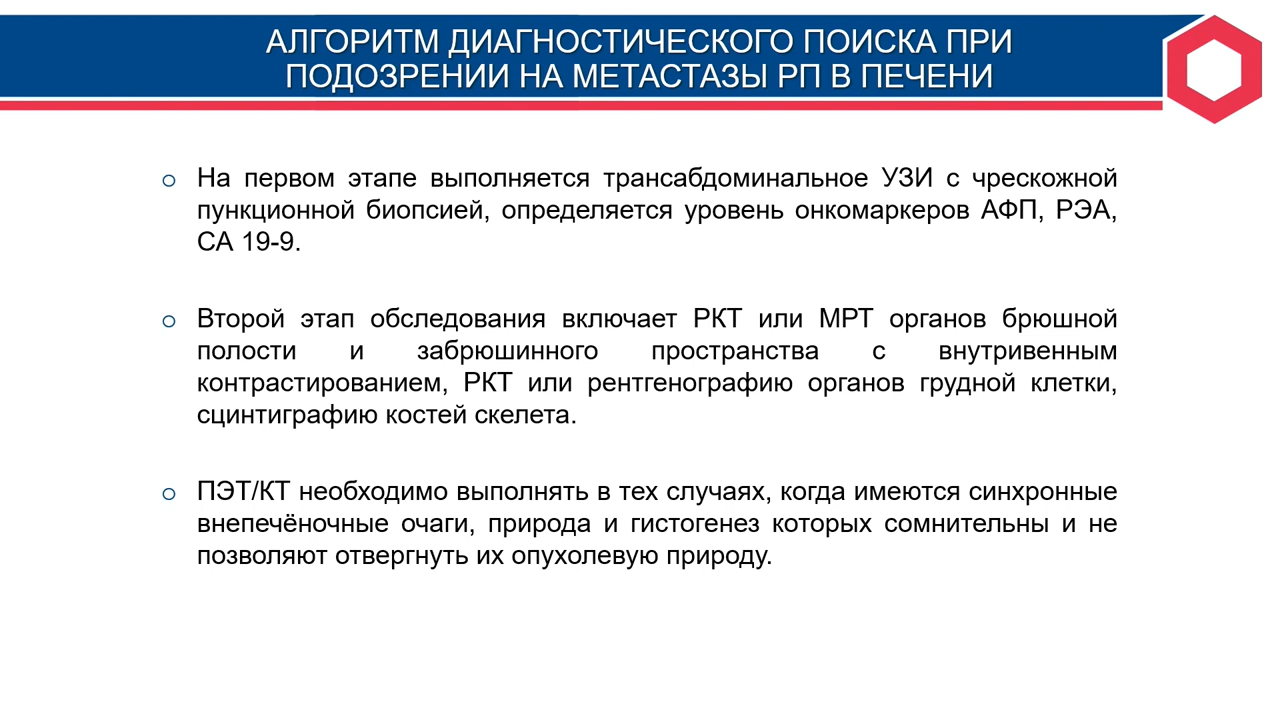 АЛГОРИТМ ДИАГНОСТИЧЕСКОГО ПОИСКА ПРИ
ПОДОЗРЕНИИ НА МЕТАСТАЗЫ РП В ПЕЧЕНИ
o На первом этапе выполняется трансабдоминальное УЗИ с чрескожной
пункционной биопсией, определяется уровень онкомаркеров АФП, РЭА,
СА 19-9.
o Второй этап обследования включает РКТ или МРТ органов брюшной
полости и забрюшинного пространства с внутривенным
контрастированием, РКТ или рентгенографию органов грудной клетки,
сцинтиграфию костей скелета.
o ПЭТ/КТ необходимо выполнять в тех случаях, когда имеются синхронные
внепечёночные очаги, природа и гистогенез которых сомнительны и не
позволяют отвергнуть их опухолевую природу.